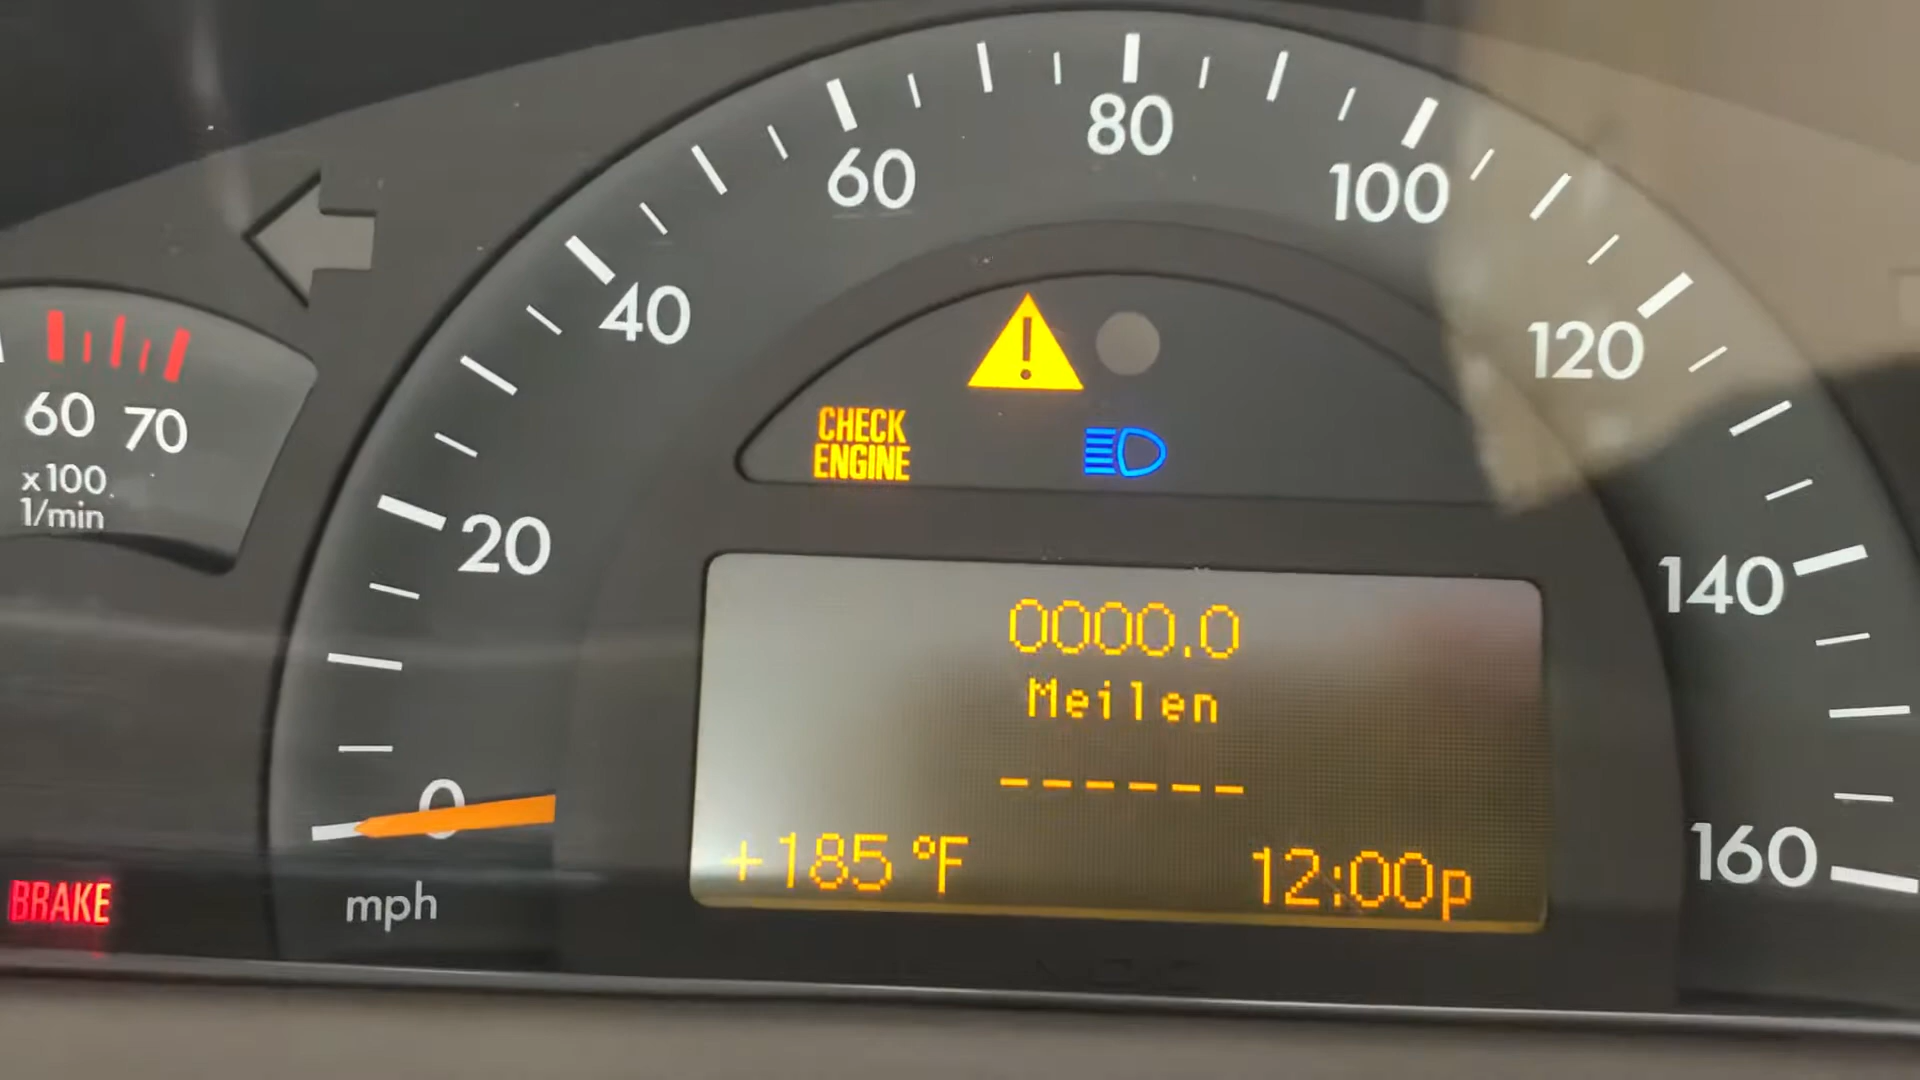 60 70
x100
1/min
0
20
40
60
80
100
120
140
160
mph
CHECK
ENGINE
BRAKE
0000.0
Meilen
------
+185 °F
12:00p